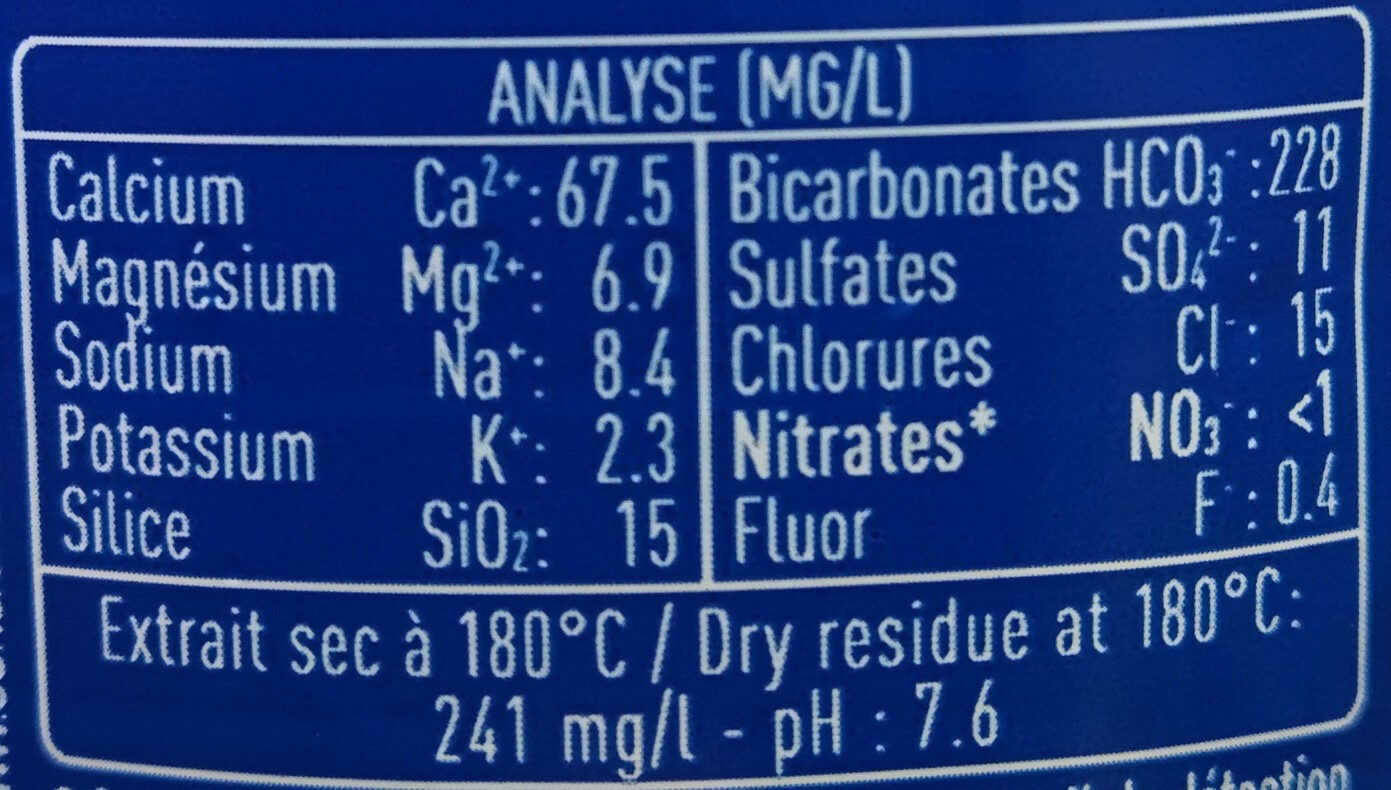 ANALYSE (MG/L)
Calcium Ca²⁺: 67.5
Magnésium Mg²⁺: 6.9
Sodium Na⁺: 8.4
Potassium K⁺: 2.3
Silice SiO₂: 15
Bicarbonates HCO₃⁻: 228
Sulfates SO₄²⁻: 11
Chlorures Cl⁻: 15
Nitrates* NO₃⁻: <1
Fluor F⁻: 0.4
Extrait sec à 180°C / Dry residue at 180°C:
241 mg/l - pH : 7.6